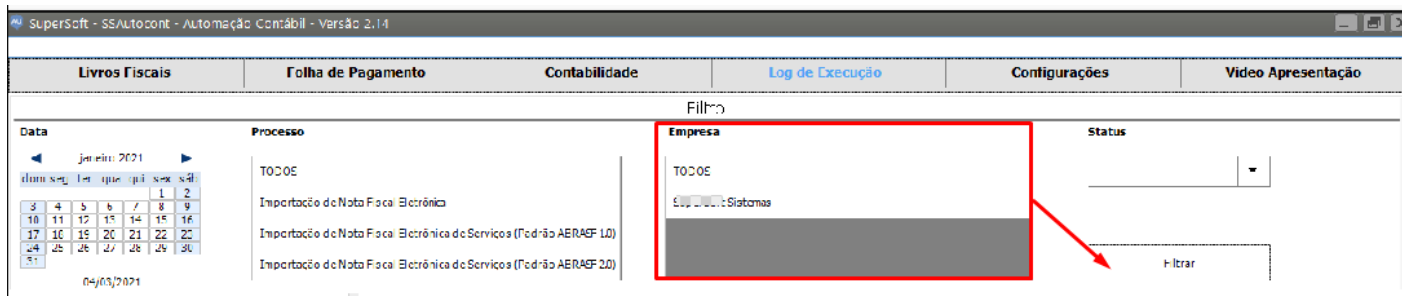 SuperSoft - SSAutocont - Automação Contábil - Versão 2.14
Livros Fiscais Folha de Pagamento Contabilidade Log de Execução Configurações Video Apresentação
Filtro
Data Processo Empresa Status
janeiro 2021
dom seg ter qua qui sex sáb
1 2
3 4 5 6 7 8 9
10 11 12 13 14 15 16
17 18 19 20 21 22 23
24 25 26 27 28 29 30
31
04/03/2021
TODOS
Importação de Nota Fiscal Eletrônica
Importação de Nota Fiscal Eletrônica de Serviços (Padrão ABRASF 1.0)
Importação de Nota Fiscal Eletrônica de Serviços (Padrão ABRASF 2.0)
TODOS
Sistemas
Filtrar